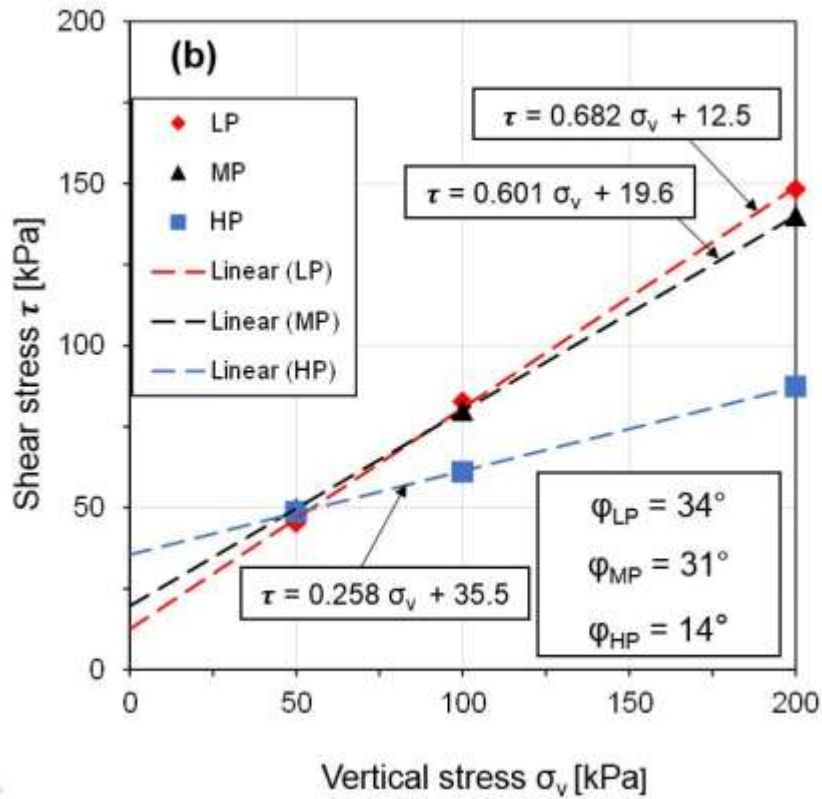 200
(b)
LP
MP
HP
Linear (LP)
Linear (MP)
Linear (HP)
τ = 0.682 σv + 12.5
τ = 0.601 σv + 19.6
150
Shear stress τ [kPa]
100
50
τ = 0.258 σv + 35.5
φLP = 34°
φMP = 31°
φHP = 14°
0
0 50 100 150 200
Vertical stress σv [kPa]